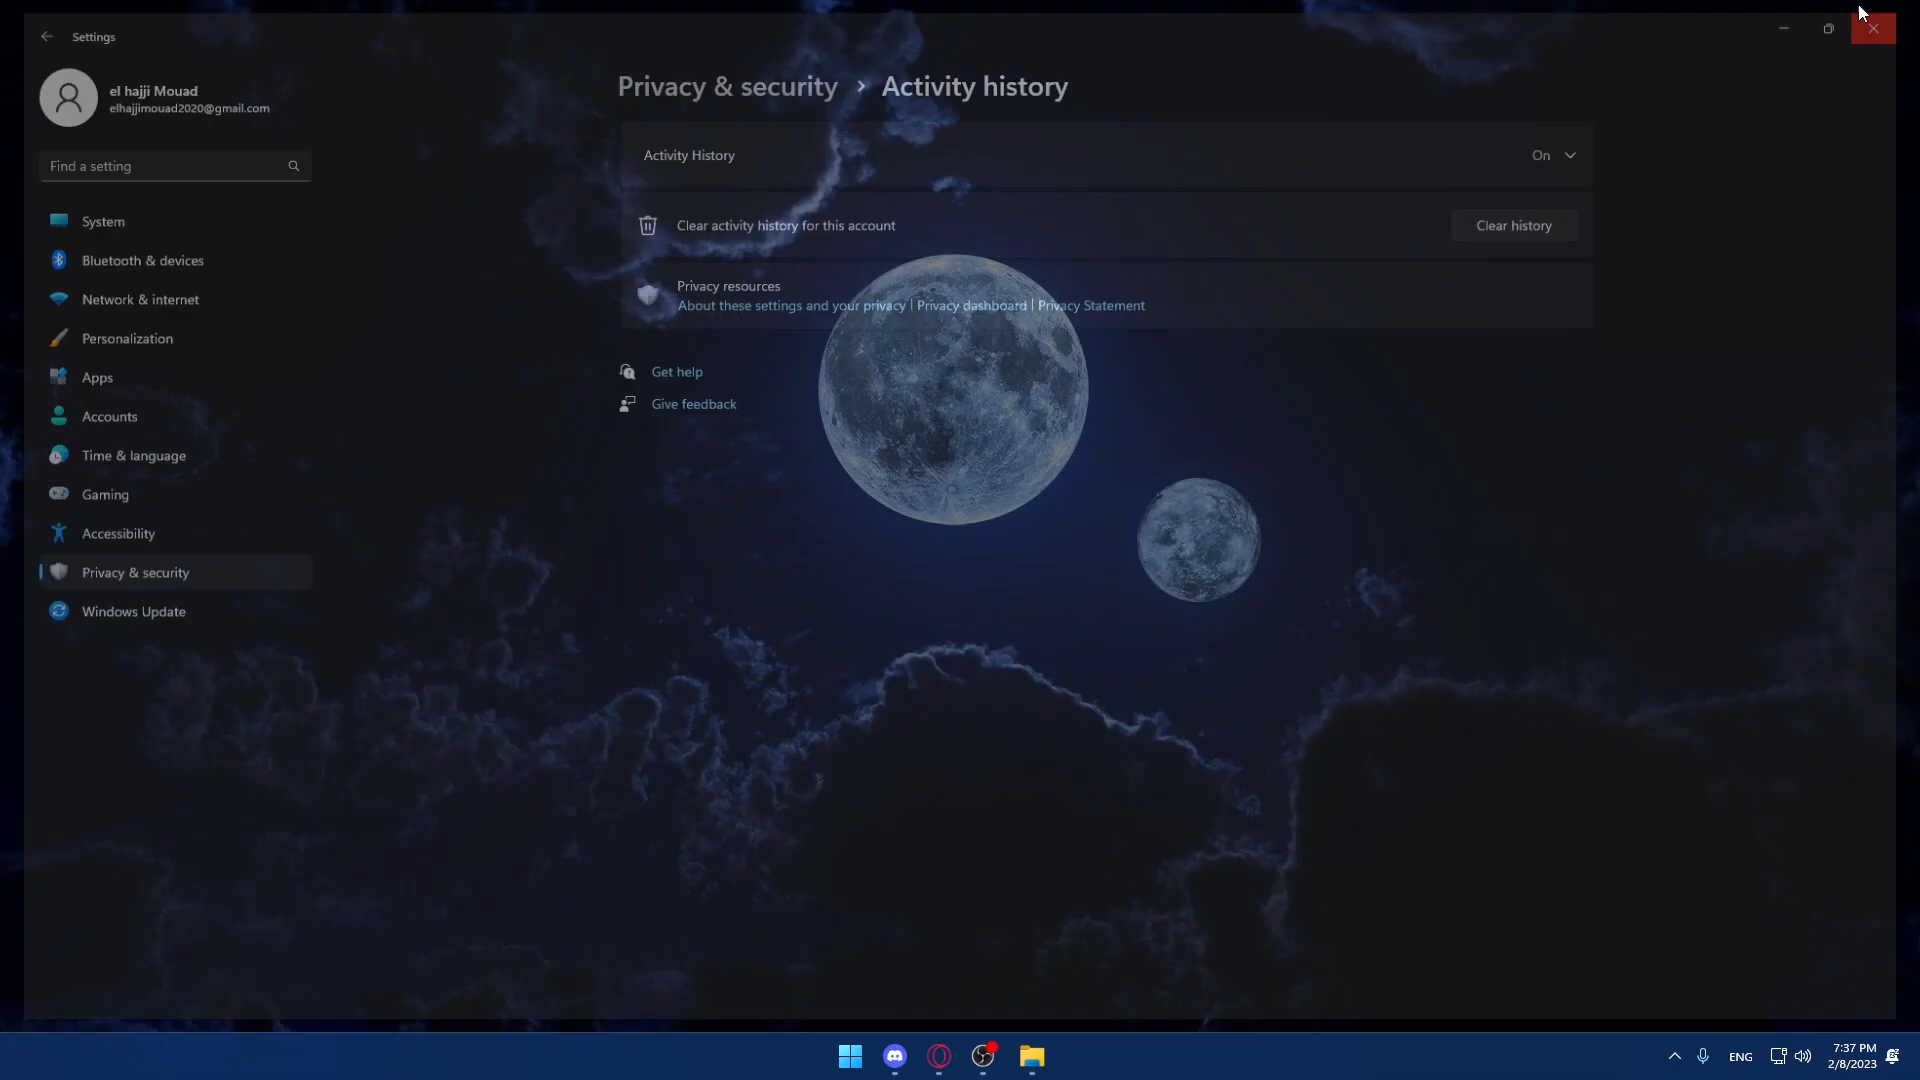 Settings
el hajji Mouad
elhajjimouad2020@gmail.com
Find a setting
System
Bluetooth & devices
Network & internet
Personalization
Apps
Accounts
Time & language
Gaming
Accessibility
Privacy & security
Windows Update
Privacy & security > Activity history
Activity History On
Clear activity history for this account Clear history
Privacy resources
About these settings and your privacy | Privacy dashboard | Privacy Statement
Get help
Give feedback
ENG
7:37 PM
2/8/2023